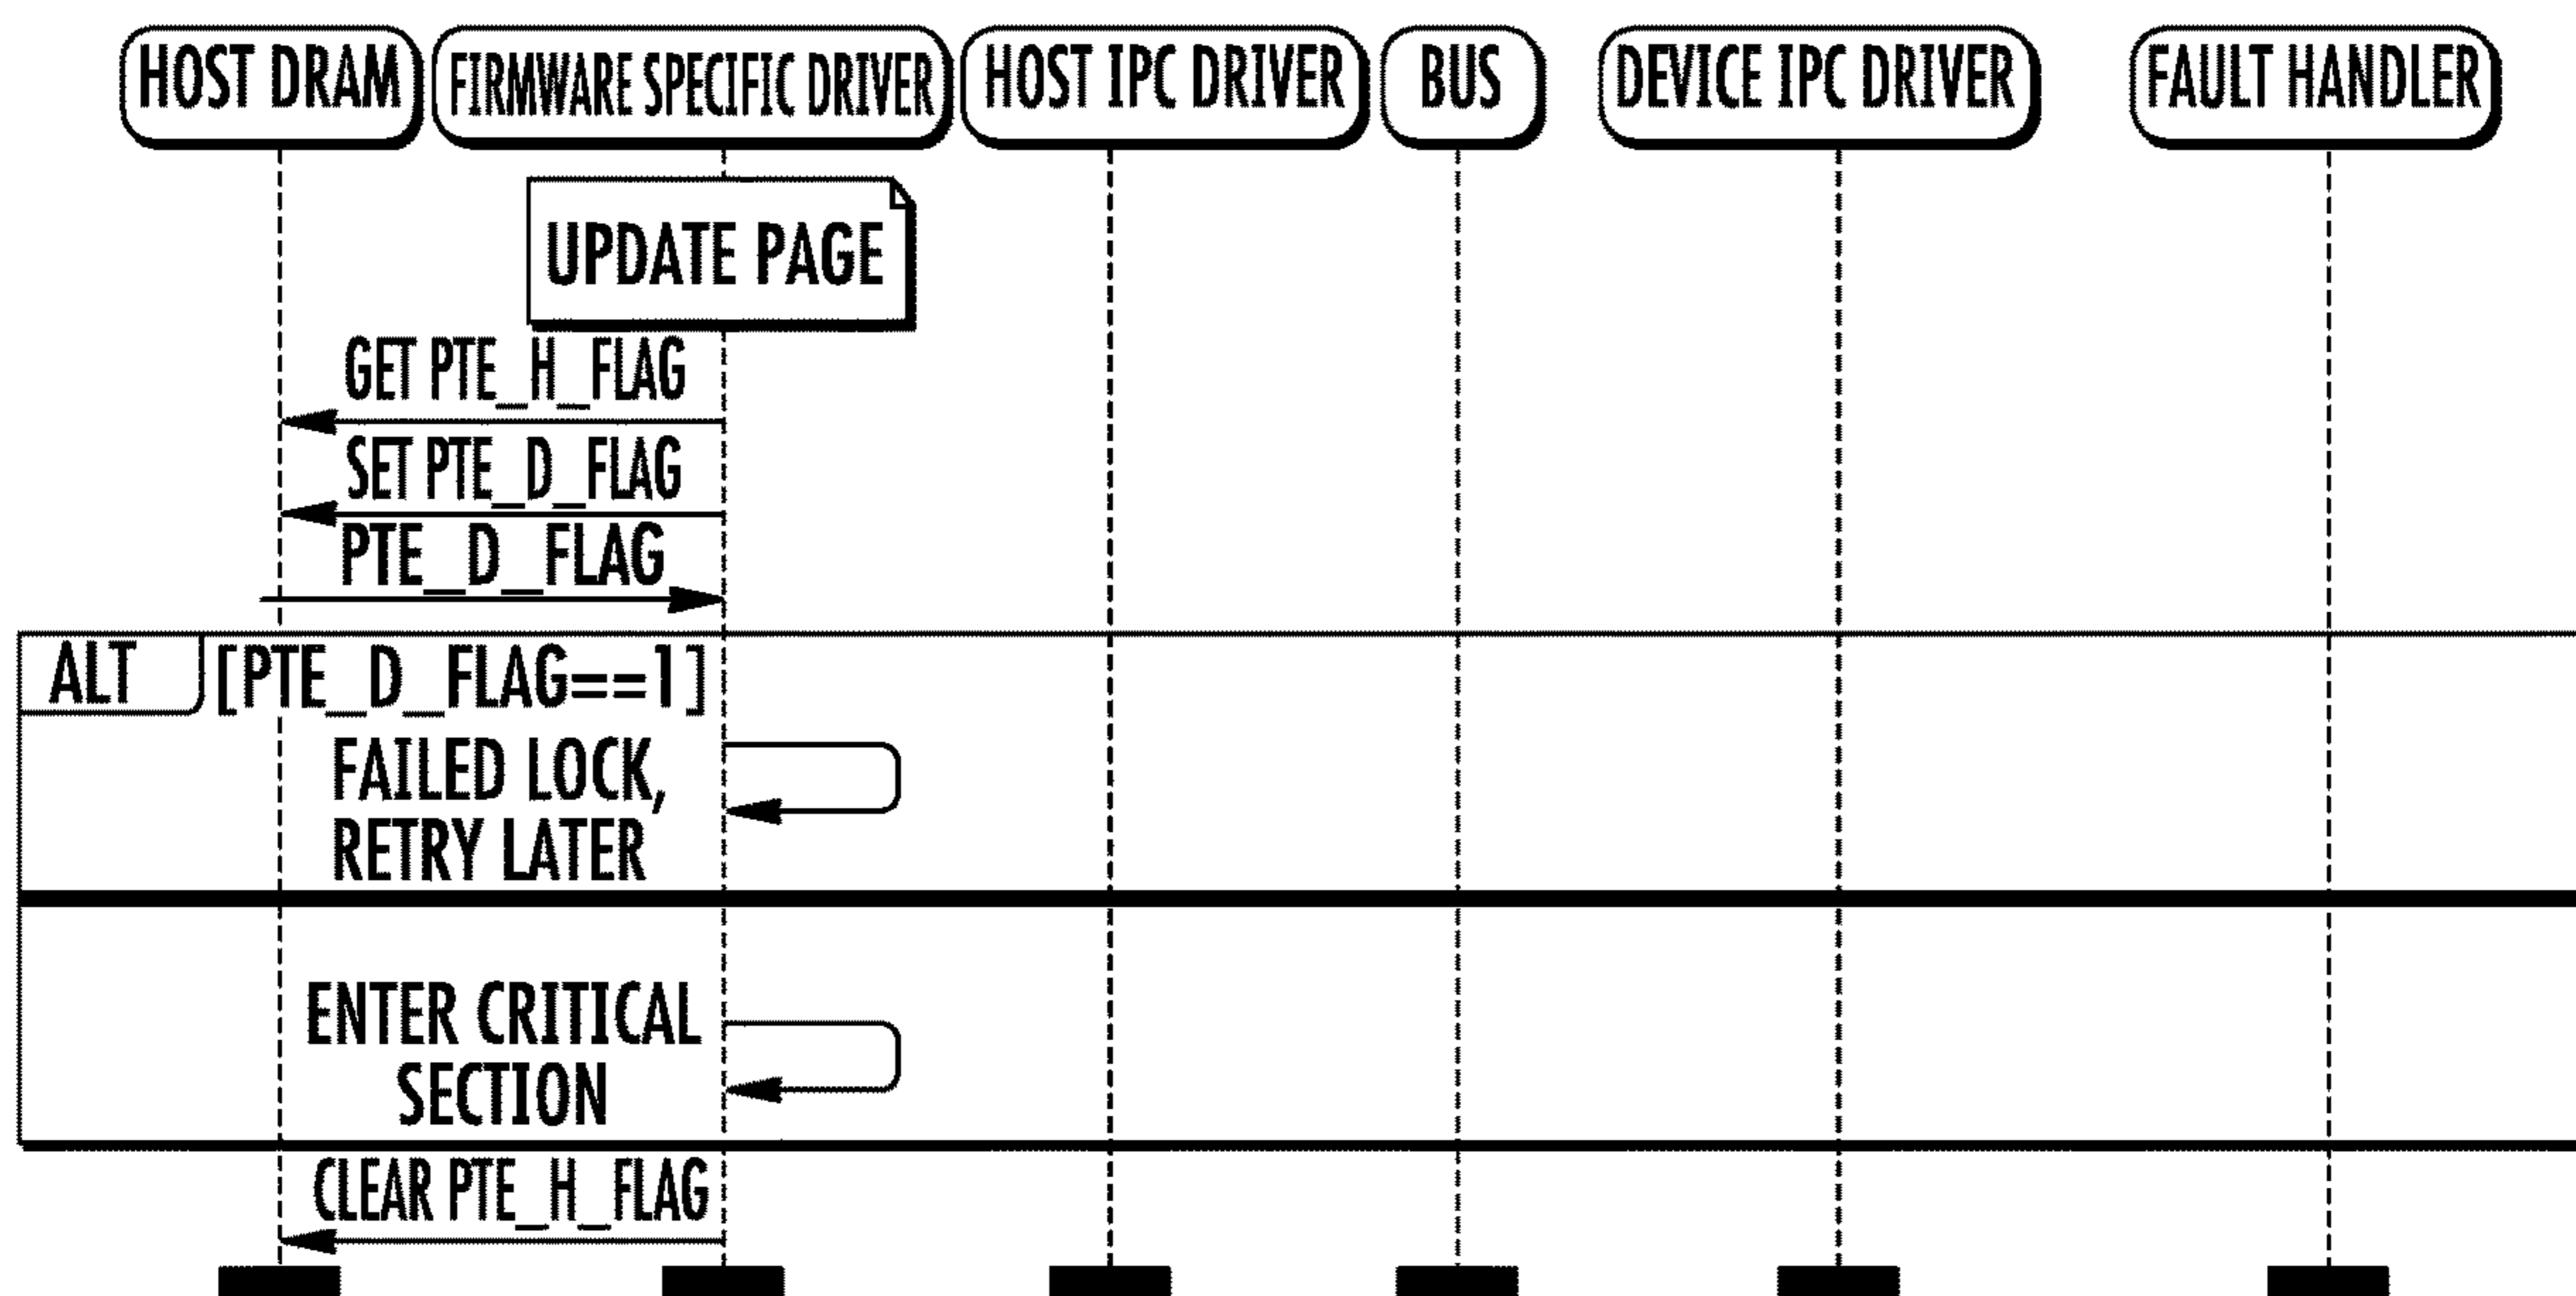 HOST DRAM
FIRMWARE SPECIFIC DRIVER
HOST IPC DRIVER
BUS
DEVICE IPC DRIVER
FAULT HANDLER
UPDATE PAGE
GET PTE_H_FLAG
SET PTE_D_FLAG
PTE_D_FLAG
ALT
[PTE_D_FLAG==1]
FAILED LOCK,
RETRY LATER
ENTER CRITICAL
SECTION
CLEAR PTE_H_FLAG